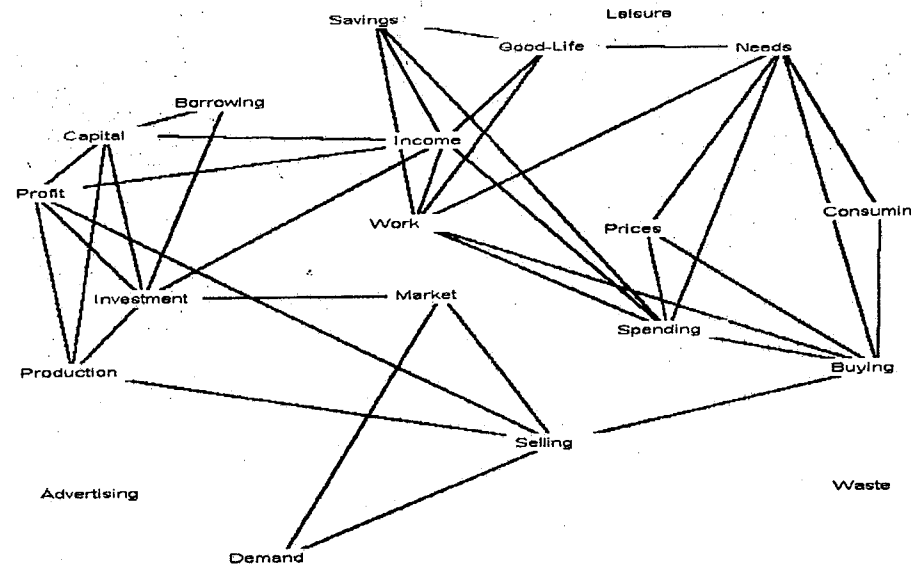 Savings
Leisure
Good-Life
Needs
Borrowing
Capital
Income
Profit
Work
Prices
Consumin
Investment
Market
Spending
Production
Buying
Selling
Advertising
Waste
Demand